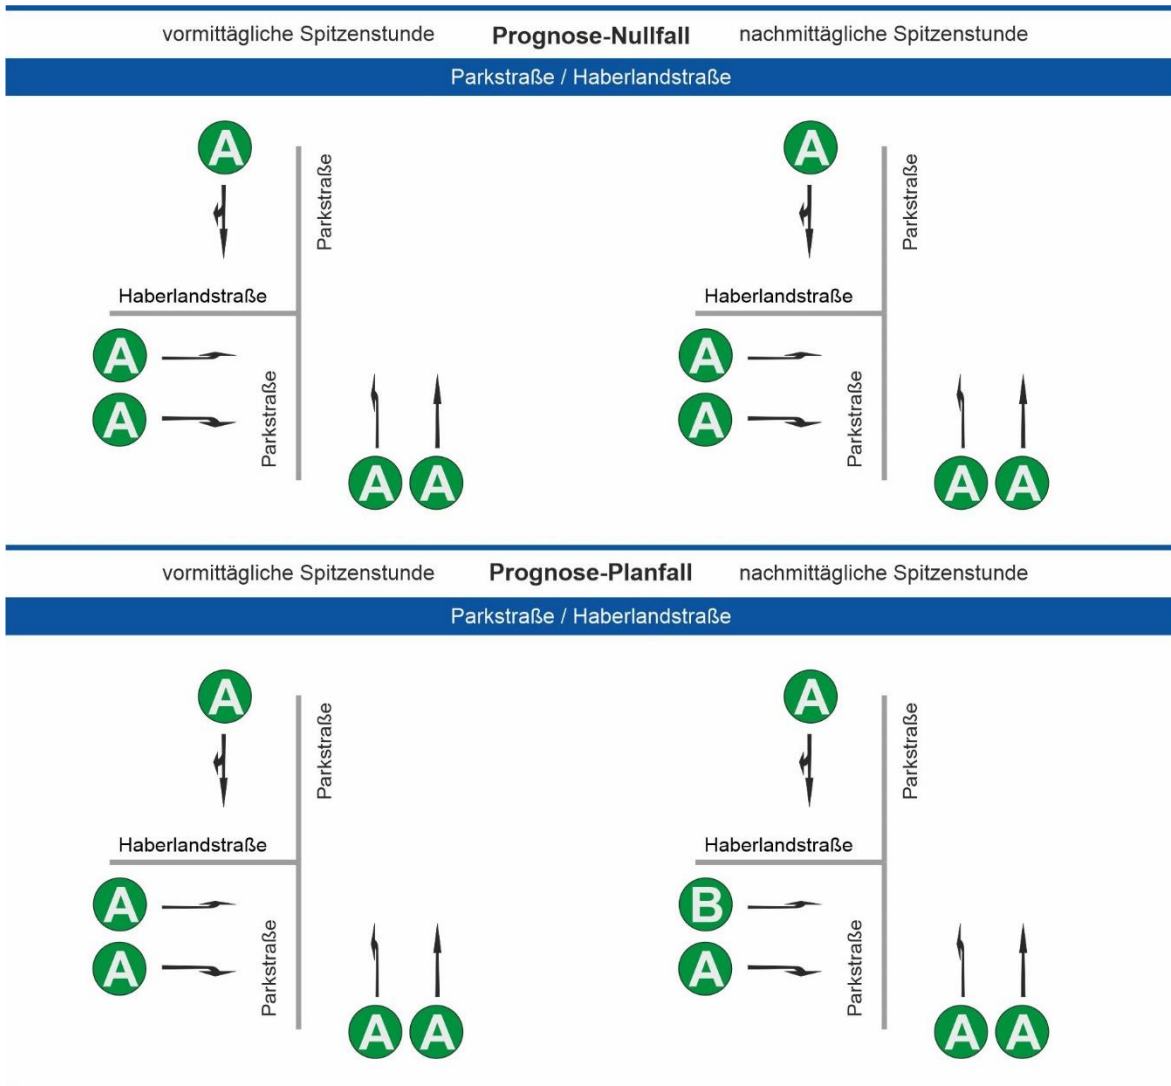 vormittägliche Spitzenstunde Prognose-Nullfall nachmittägliche Spitzenstunde
Parkstraße / Haberlandstraße
A A
Parkstraße Parkstraße
Haberlandstraße Haberlandstraße
A A
A A
Parkstraße Parkstraße
A A A A
vormittägliche Spitzenstunde Prognose-Planfall nachmittägliche Spitzenstunde
Parkstraße / Haberlandstraße
A A
Parkstraße Parkstraße
Haberlandstraße Haberlandstraße
A B
A A
Parkstraße Parkstraße
A A A A